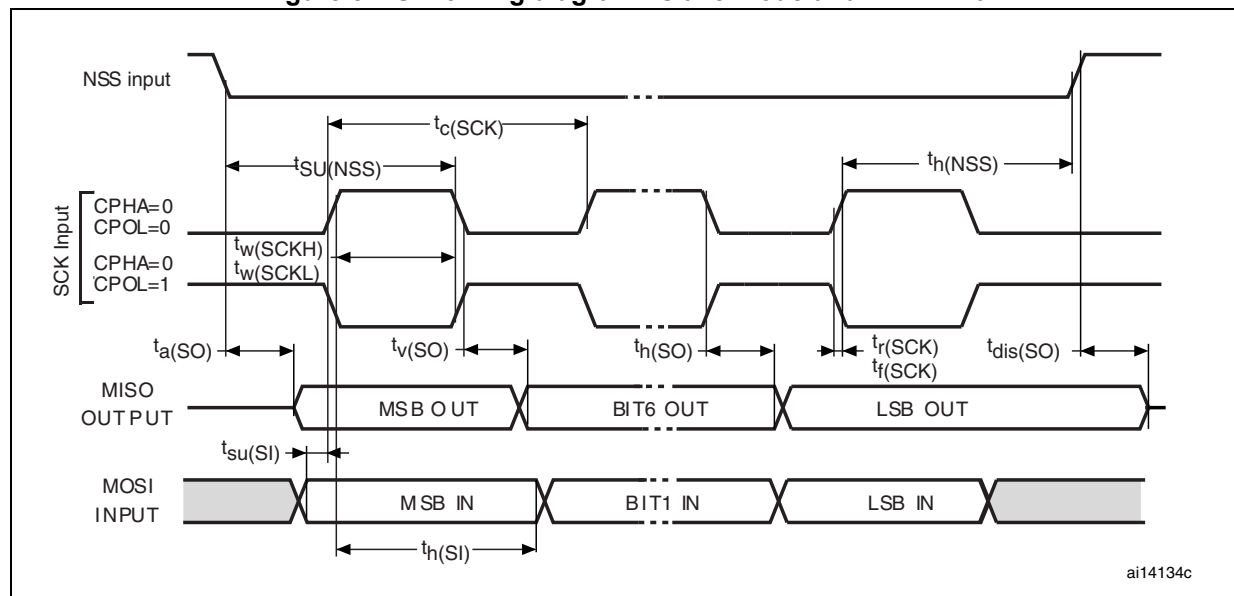 NSS input
tc(SCK)
tSU(NSS)
th(NSS)
SCK Input
CPHA=0
CPOL=0
tw(SCKH)
CPHA=0
tw(SCKL)
CPOL=1
ta(SO)
tv(SO)
th(SO)
tr(SCK)
tf(SCK)
tdis(SO)
MISO
OUTPUT
MSB OUT
BIT6 OUT
LSB OUT
tsu(SI)
MOSI
INPUT
MSB IN
BIT1 IN
LSB IN
th(SI)
ai14134c